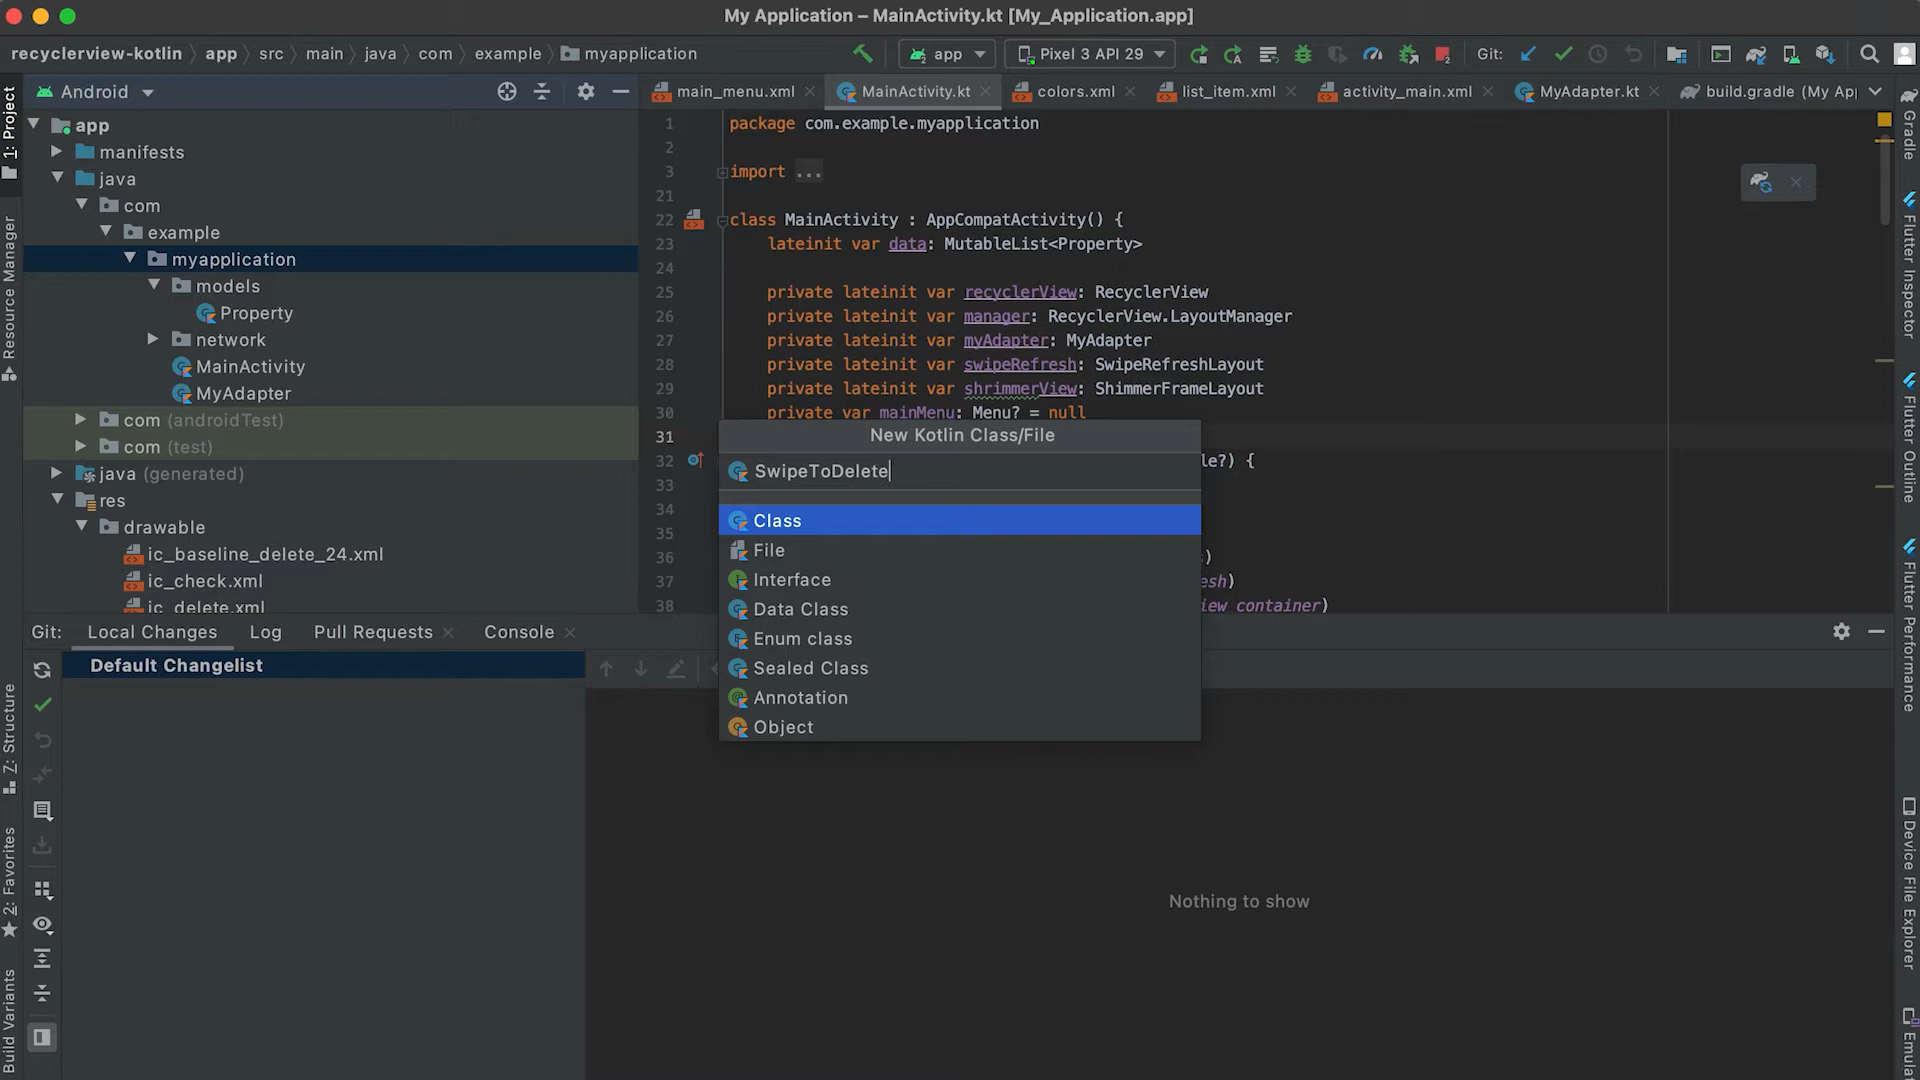 My Application – MainActivity.kt [My_Application.app]
recyclerview-kotlin app src main java com example myapplication
app
Pixel 3 API 29
Git:
Android
main_menu.xml
MainActivity.kt
colors.xml
list_item.xml
activity_main.xml
MyAdapter.kt
build.gradle (My Ap
1: Project
Resource Manager
Z: Structure
2: Favorites
Build Variants
app
manifests
java
com
example
myapplication
models
Property
network
MainActivity
MyAdapter
com (androidTest)
com (test)
java (generated)
res
drawable
ic_baseline_delete_24.xml
ic_check.xml
ic_delete.xml
1 package com.example.myapplication
2
3 import ...
21
22 class MainActivity : AppCompatActivity() {
23 lateinit var data: MutableList<Property>
24
25 private lateinit var recyclerView: RecyclerView
26 private lateinit var manager: RecyclerView.LayoutManager
27 private lateinit var myAdapter: MyAdapter
28 private lateinit var swipeRefresh: SwipeRefreshLayout
29 private lateinit var shrimmerView: ShimmerFrameLayout
30 private var mainMenu: Menu? = null
31
32 le?) {
33
34
35
36 )
37 esh)
38 iew container)
New Kotlin Class/File
SwipeToDelete
Class
File
Interface
Data Class
Enum class
Sealed Class
Annotation
Object
Git: Local Changes Log Pull Requests Console
Default Changelist
Nothing to show
Gradle
Flutter Inspector
Flutter Outline
Flutter Performance
Device File Explorer
Emulat